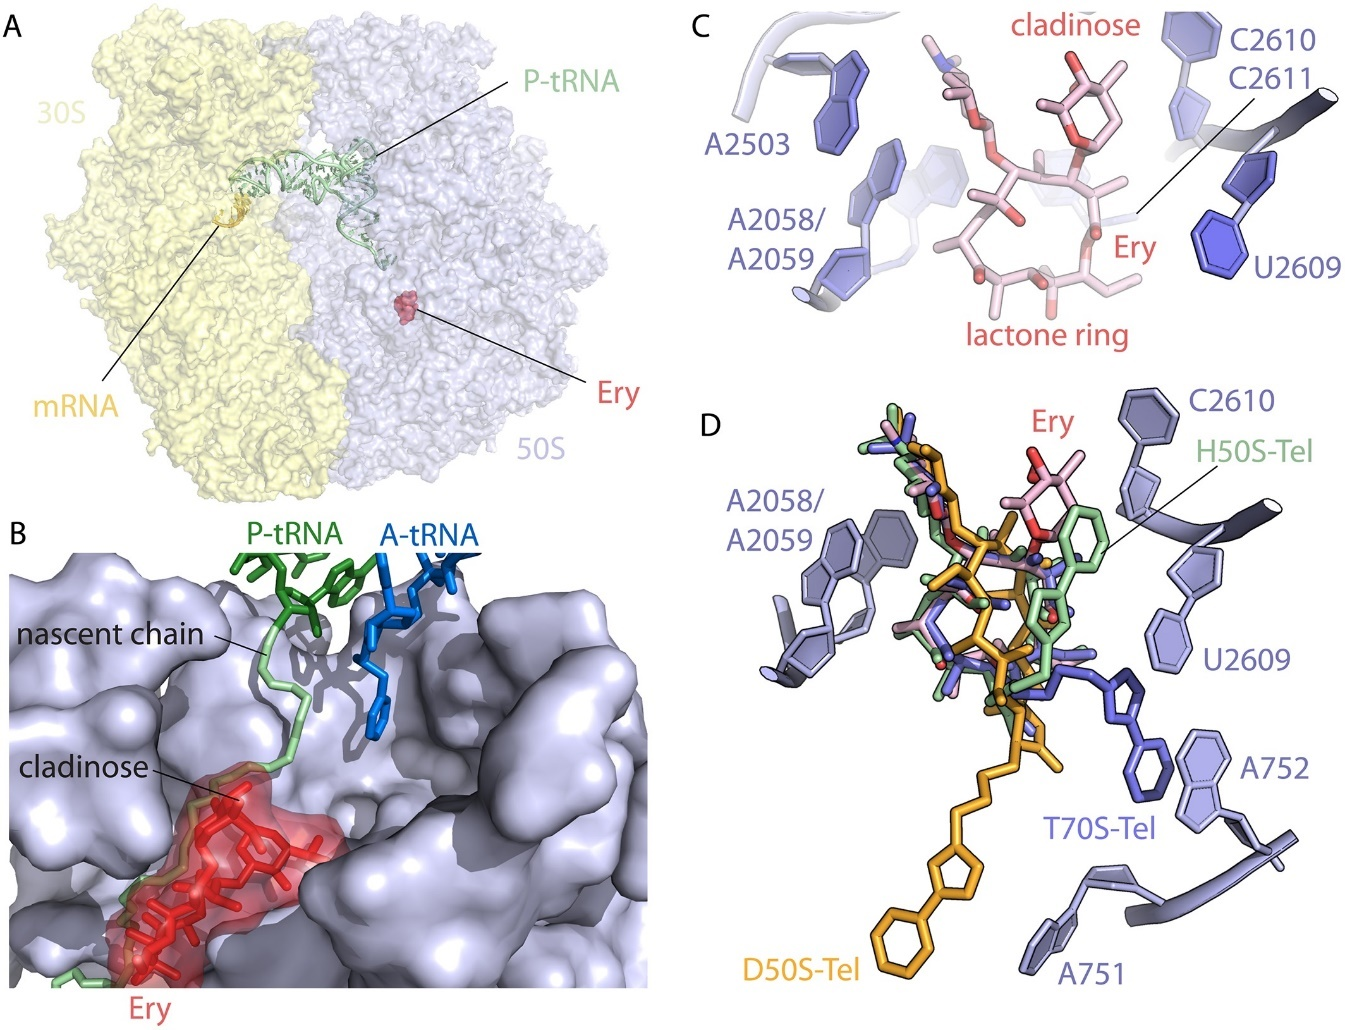 A
30S
P-tRNA
mRNA
Ery
50S
B
P-tRNA
A-tRNA
nascent chain
cladinose
Ery
C
cladinose
C2610
C2611
A2503
A2058/
A2059
Ery
U2609
lactone ring
D
Ery
C2610
H50S-Tel
A2058/
A2059
U2609
A752
T70S-Tel
D50S-Tel
A751